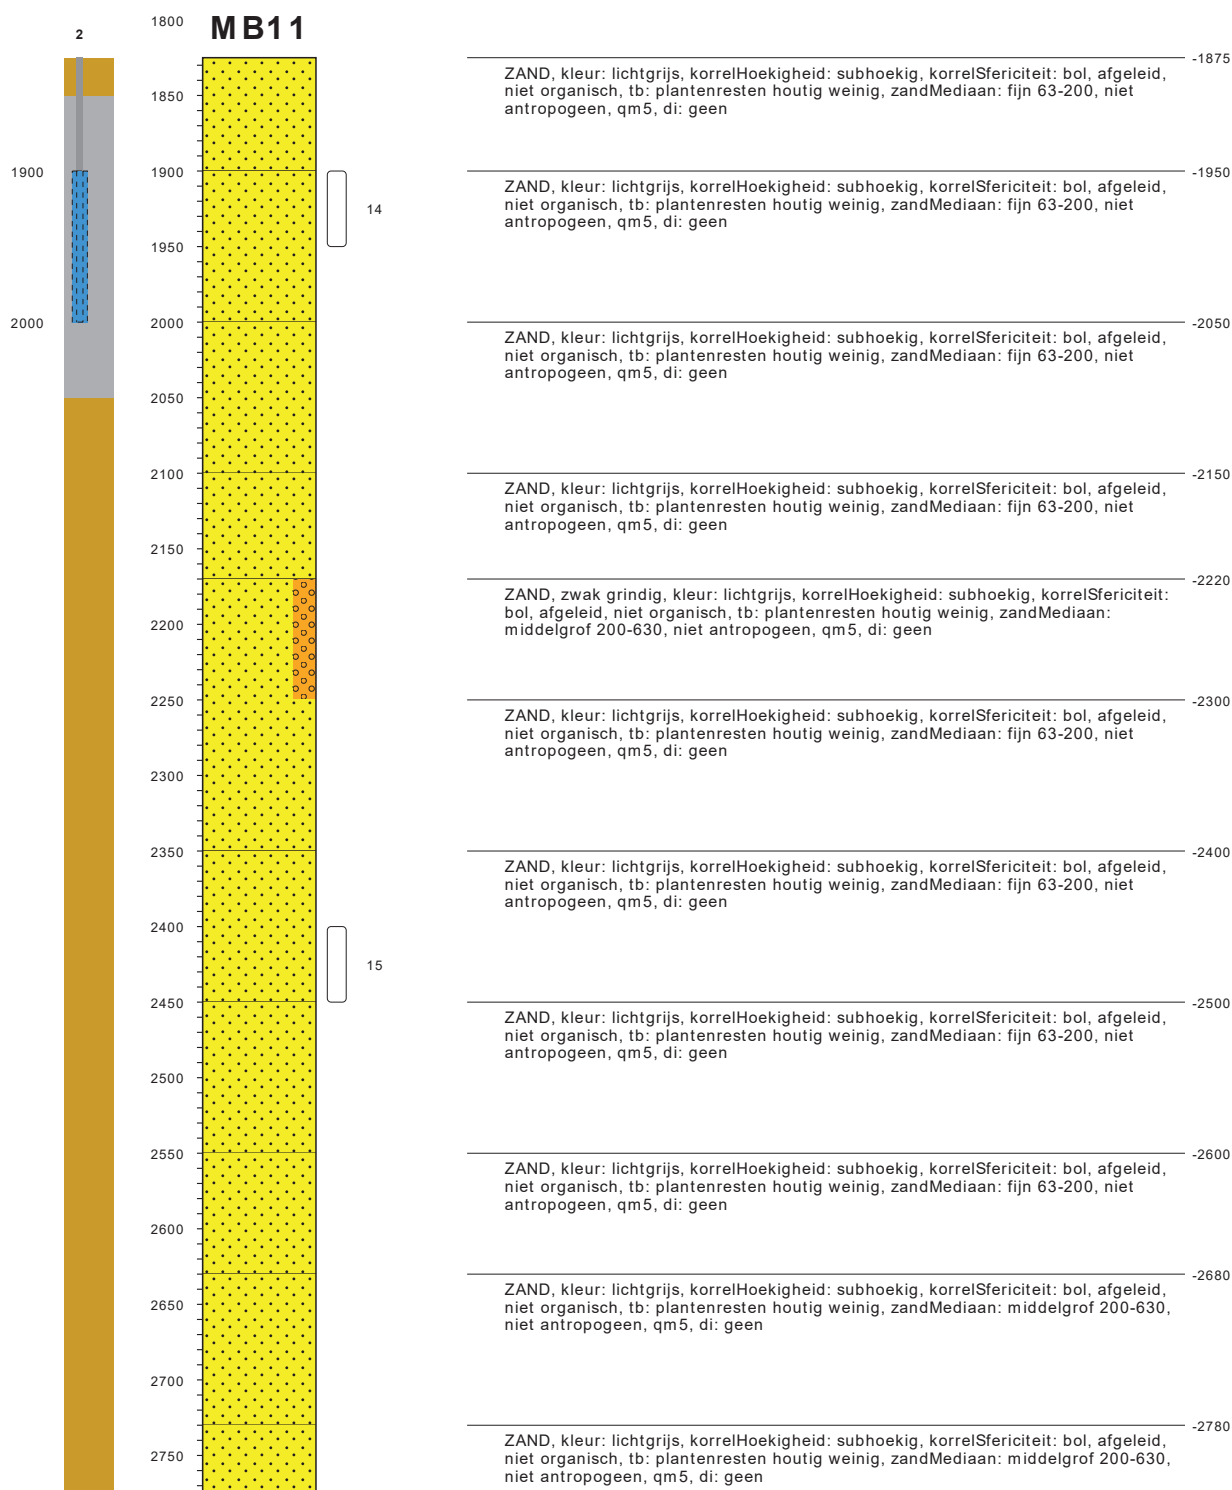 1800
MB11
2
-1875
ZAND, kleur: lichtgrijs, korrelHoekigheid: subhoekig, korrelSfericiteit: bol, afgeleid,
niet organisch, tb: plantenresten houtig weinig, zandMediaan: fijn 63-200, niet
antropogeen, qm5, di: geen
1850
1900
1900
-1950
ZAND, kleur: lichtgrijs, korrelHoekigheid: subhoekig, korrelSfericiteit: bol, afgeleid,
niet organisch, tb: plantenresten houtig weinig, zandMediaan: fijn 63-200, niet
antropogeen, qm5, di: geen
14
1950
2000
2000
-2050
ZAND, kleur: lichtgrijs, korrelHoekigheid: subhoekig, korrelSfericiteit: bol, afgeleid,
niet organisch, tb: plantenresten houtig weinig, zandMediaan: fijn 63-200, niet
antropogeen, qm5, di: geen
2050
2100
-2150
ZAND, kleur: lichtgrijs, korrelHoekigheid: subhoekig, korrelSfericiteit: bol, afgeleid,
niet organisch, tb: plantenresten houtig weinig, zandMediaan: fijn 63-200, niet
antropogeen, qm5, di: geen
2150
-2220
ZAND, zwak grindig, kleur: lichtgrijs, korrelHoekigheid: subhoekig, korrelSfericiteit:
bol, afgeleid, niet organisch, tb: plantenresten houtig weinig, zandMediaan:
middelgrof 200-630, niet antropogeen, qm5, di: geen
2200
2250
-2300
ZAND, kleur: lichtgrijs, korrelHoekigheid: subhoekig, korrelSfericiteit: bol, afgeleid,
niet organisch, tb: plantenresten houtig weinig, zandMediaan: fijn 63-200, niet
antropogeen, qm5, di: geen
2300
2350
-2400
ZAND, kleur: lichtgrijs, korrelHoekigheid: subhoekig, korrelSfericiteit: bol, afgeleid,
niet organisch, tb: plantenresten houtig weinig, zandMediaan: fijn 63-200, niet
antropogeen, qm5, di: geen
2400
15
2450
-2500
ZAND, kleur: lichtgrijs, korrelHoekigheid: subhoekig, korrelSfericiteit: bol, afgeleid,
niet organisch, tb: plantenresten houtig weinig, zandMediaan: fijn 63-200, niet
antropogeen, qm5, di: geen
2500
2550
-2600
ZAND, kleur: lichtgrijs, korrelHoekigheid: subhoekig, korrelSfericiteit: bol, afgeleid,
niet organisch, tb: plantenresten houtig weinig, zandMediaan: fijn 63-200, niet
antropogeen, qm5, di: geen
2600
-2680
ZAND, kleur: lichtgrijs, korrelHoekigheid: subhoekig, korrelSfericiteit: bol, afgeleid,
niet organisch, tb: plantenresten houtig weinig, zandMediaan: middelgrof 200-630,
niet antropogeen, qm5, di: geen
2650
2700
-2780
ZAND, kleur: lichtgrijs, korrelHoekigheid: subhoekig, korrelSfericiteit: bol, afgeleid,
niet organisch, tb: plantenresten houtig weinig, zandMediaan: middelgrof 200-630,
niet antropogeen, qm5, di: geen
2750